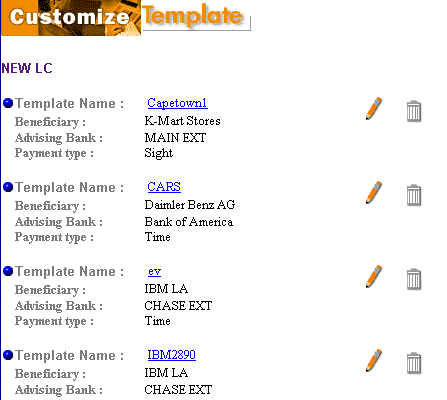 Customize Template
NEW LC
Template Name : Capetown1
Beneficiary : K-Mart Stores
Advising Bank : MAIN EXT
Payment type : Sight
Template Name : CARS
Beneficiary : Daimler Benz AG
Advising Bank : Bank of America
Payment type : Time
Template Name : ev
Beneficiary : IBM LA
Advising Bank : CHASE EXT
Payment type : Time
Template Name : IBM2890
Beneficiary : IBM LA
Advising Bank : CHASE EXT